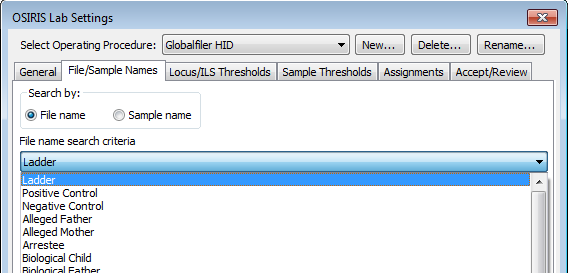 OSIRIS Lab Settings
Select Operating Procedure: Globalfiler HID New... Delete... Rename...
General File/Sample Names Locus/ILS Thresholds Sample Thresholds Assignments Accept/Review
Search by:
File name Sample name
File name search criteria
Ladder
Ladder
Positive Control
Negative Control
Alleged Father
Alleged Mother
Arrestee
Biological Child
Biological Father